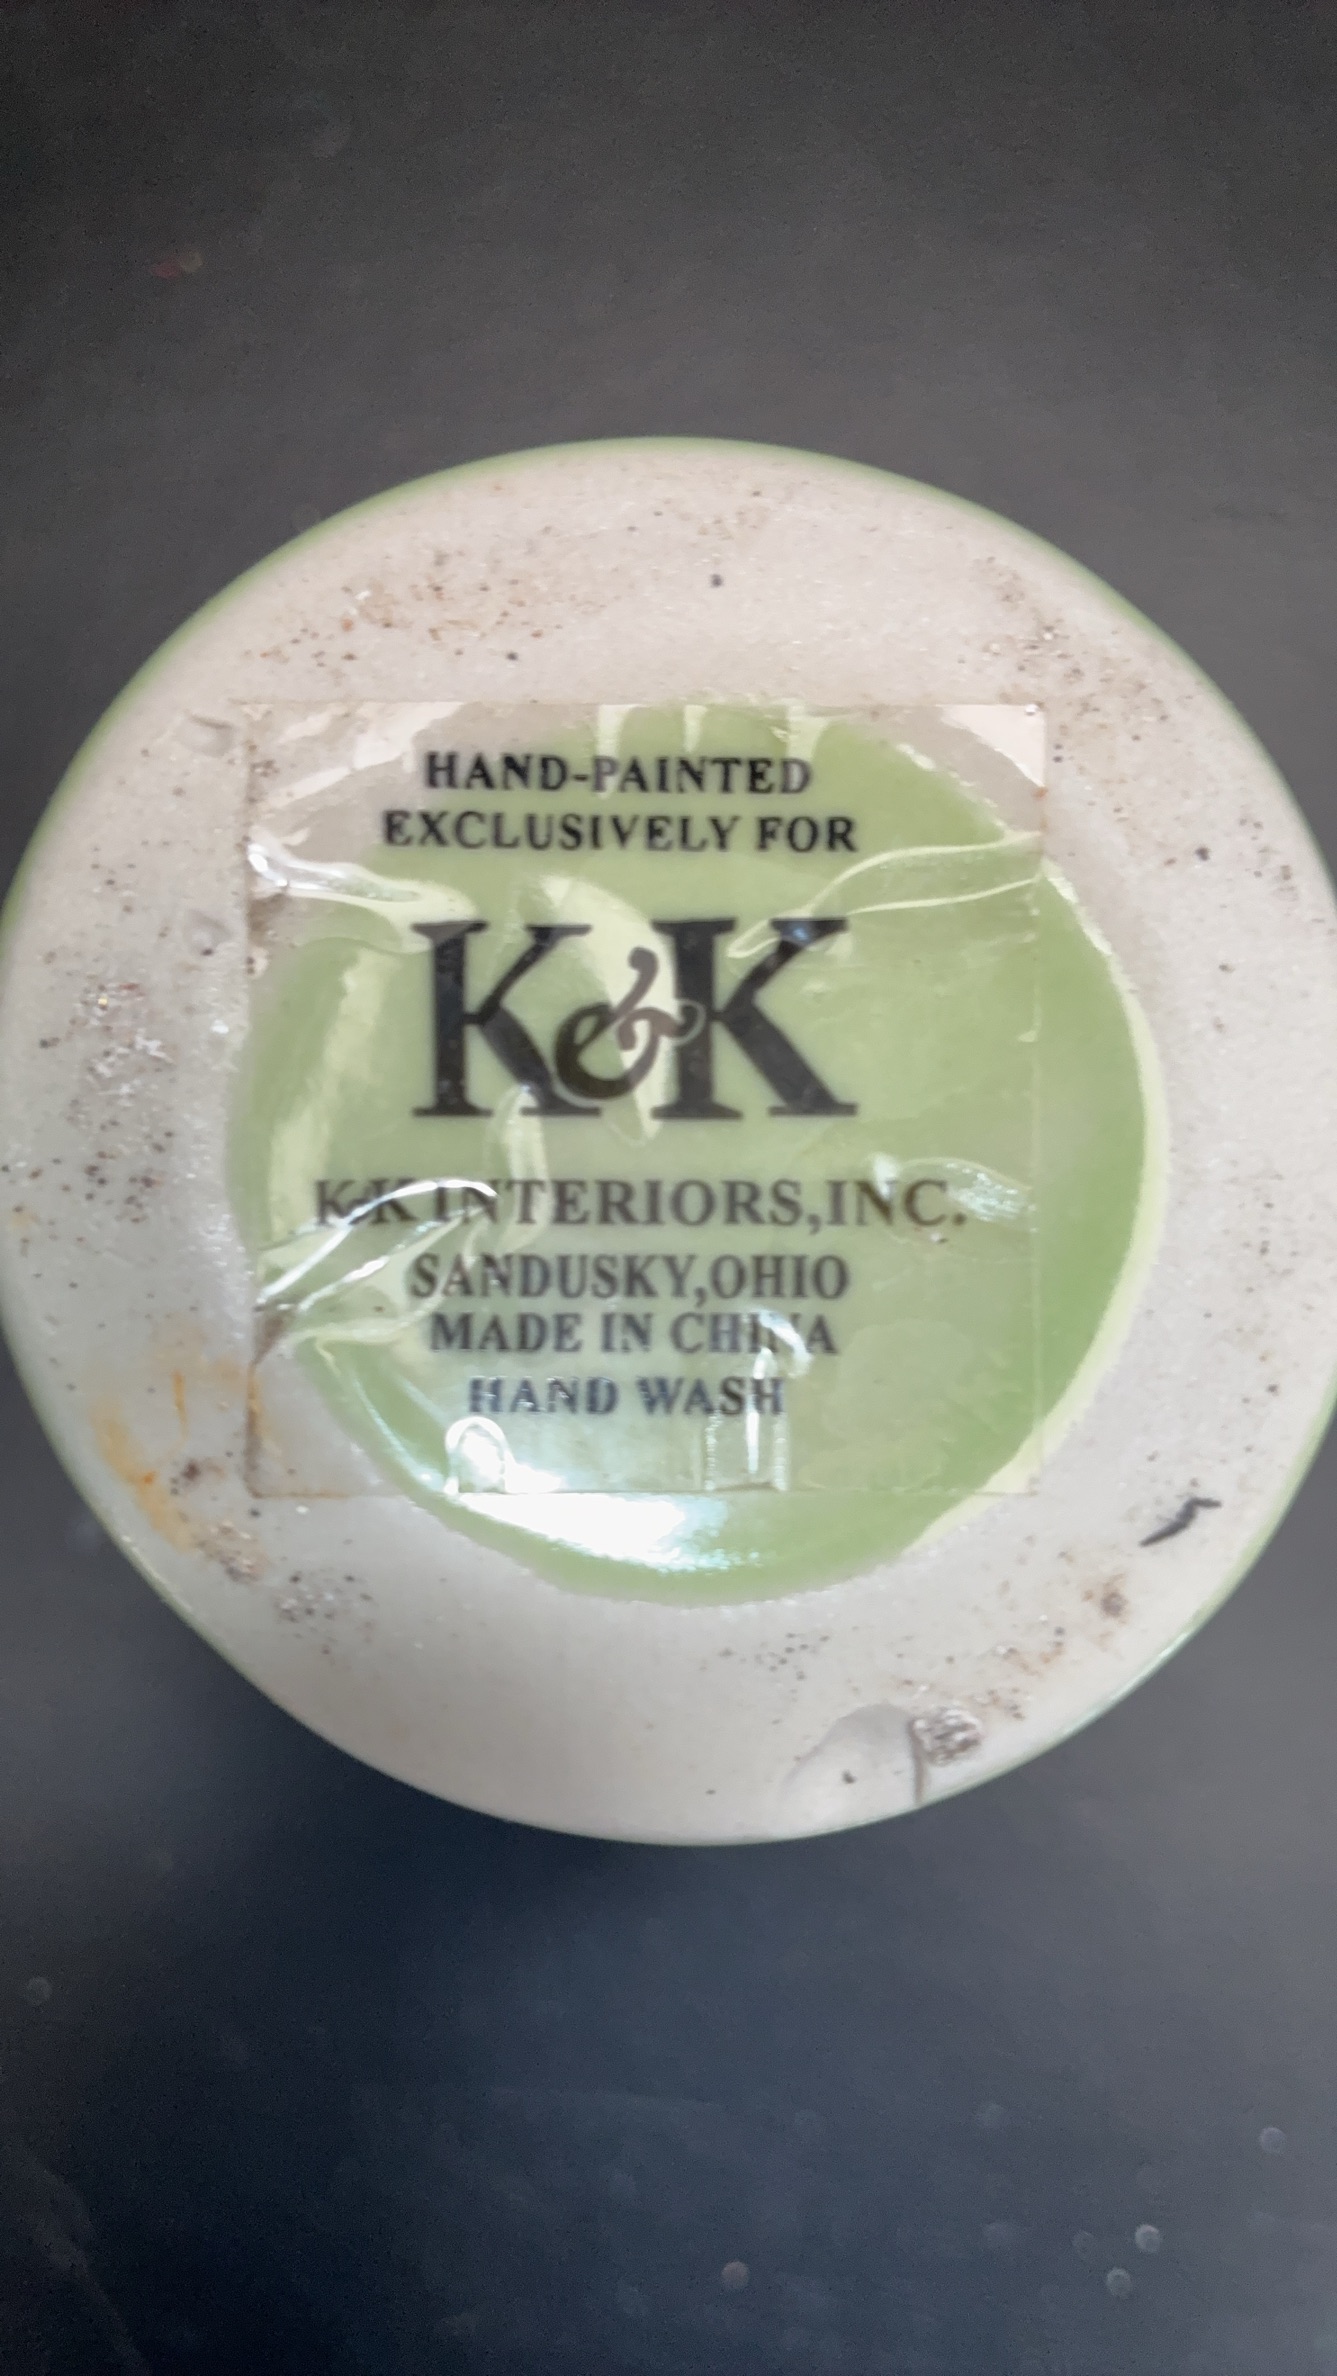 HAND-PAINTED
EXCLUSIVELY FOR
K&K
K&K INTERIORS,INC.
SANDUSKY,OHIO
MADE IN CHINA
HAND WASH